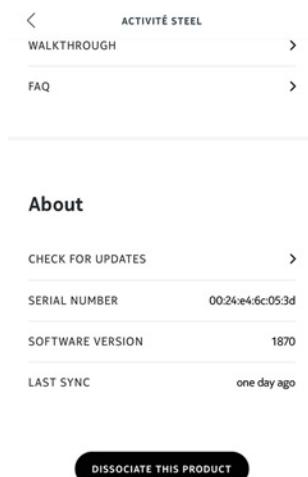 ACTIVITÉ STEEL
WALKTHROUGH
FAQ
About
CHECK FOR UPDATES
SERIAL NUMBER 00:24:e4:6c:05:3d
SOFTWARE VERSION 1870
LAST SYNC one day ago
DISSOCIATE THIS PRODUCT